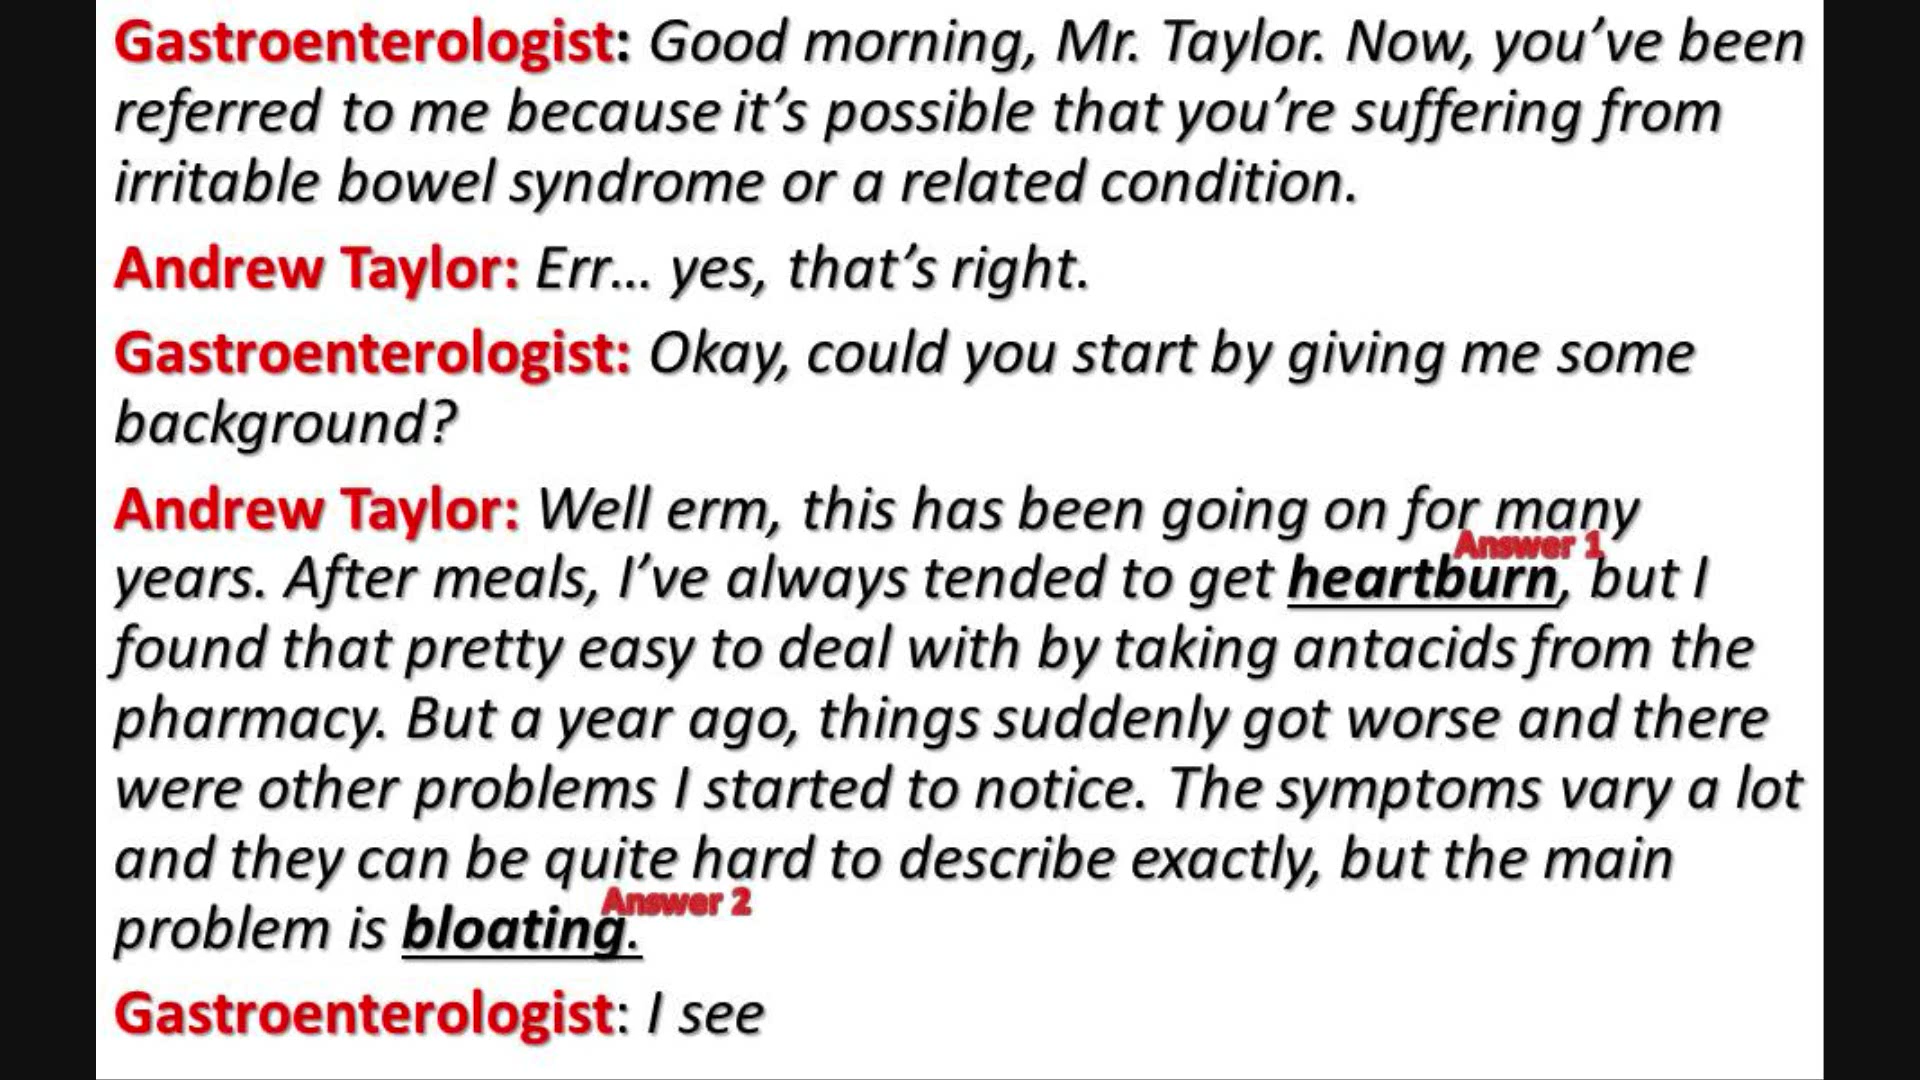 Gastroenterologist: Good morning, Mr. Taylor. Now, you’ve been
referred to me because it’s possible that you’re suffering from
irritable bowel syndrome or a related condition.
Andrew Taylor: Err... yes, that’s right.
Gastroenterologist: Okay, could you start by giving me some
background?
Andrew Taylor: Well erm, this has been going on for many
Answer 1
years. After meals, I’ve always tended to get heartburn, but I
found that pretty easy to deal with by taking antacids from the
pharmacy. But a year ago, things suddenly got worse and there
were other problems I started to notice. The symptoms vary a lot
and they can be quite hard to describe exactly, but the main
Answer 2
problem is bloating.
Gastroenterologist: I see